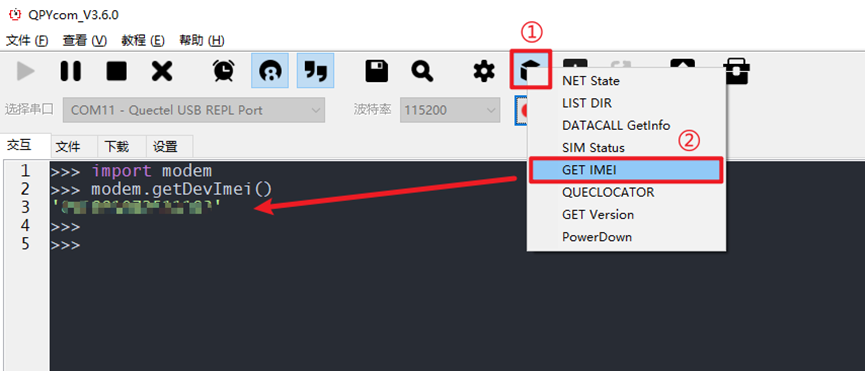 QPYcom_V3.6.0
文件 (F) 查看 (V) 教程 (E) 帮助 (H)
①
选择串口 COM11 - Quectel USB REPL Port 波特率 115200
交互 文件 下载 设置
1 >>> import modem
2 >>> modem.getDevImei()
3
4 >>>
5 >>>
NET State
LIST DIR
DATACALL GetInfo
SIM Status
②
GET IMEI
QUECLOCATOR
GET Version
PowerDown